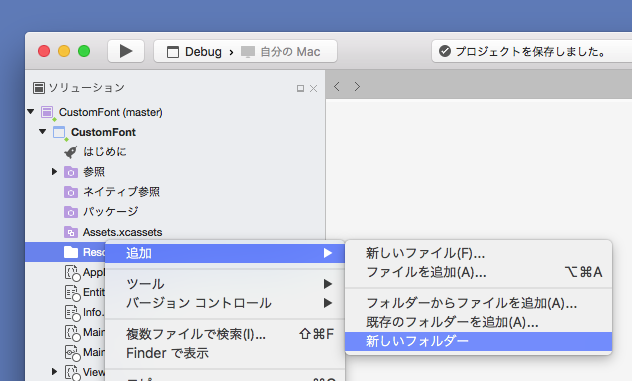 Debug › 自分の Mac
プロジェクトを保存しました。
ソリューション
CustomFont (master)
CustomFont
はじめに
参照
ネイティブ参照
パッケージ
Assets.xcassets
Reso
追加
新しいファイル(F)...
ファイルを追加(A)... ⌥⌘A
フォルダーからファイルを追加(A)...
既存のフォルダーを追加(A)...
新しいフォルダー
Appl
ツール
Entit
バージョン コントロール
Info.
Main
複数ファイルで検索(I)... ⇧⌘F
Main
Finder で表示
View